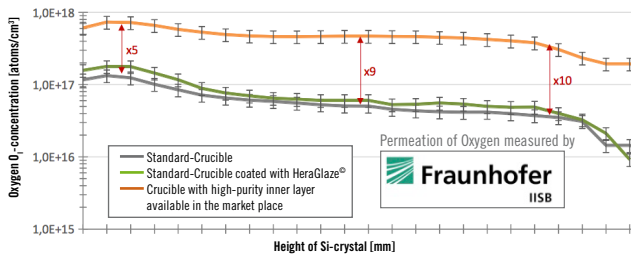 1,0E+18
1,0E+17
1,0E+16
1,0E+15
Oxygen Oi-concentration [atoms/cm³]
x5
x9
x10
Standard-Crucible
Standard-Crucible coated with HeraGlaze©
Crucible with high-purity inner layer
available in the market place
Permeation of Oxygen measured by
Fraunhofer
IISB
Height of Si-crystal [mm]